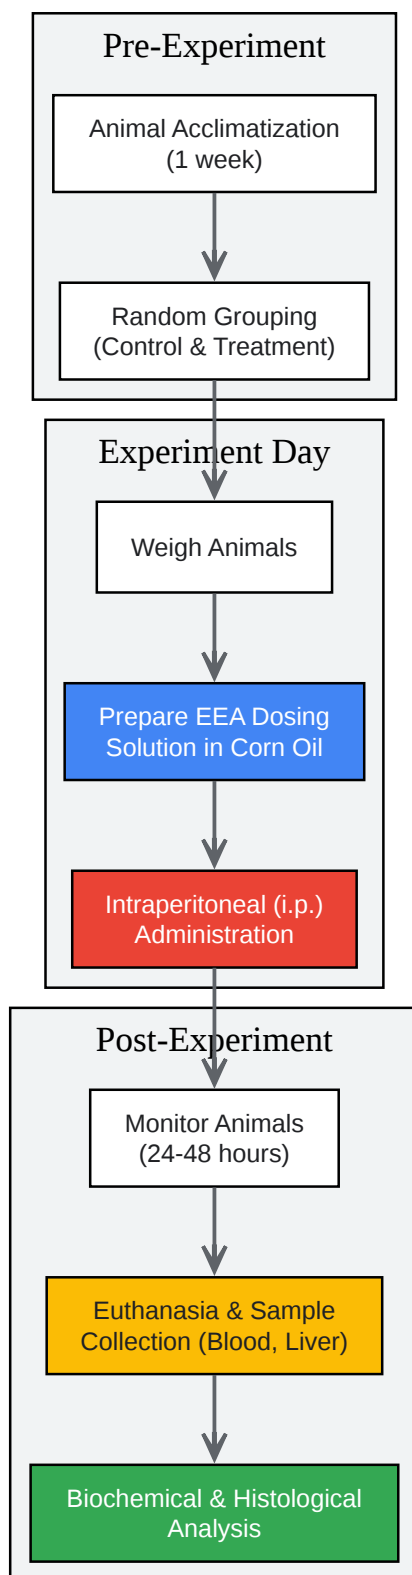 Pre-Experiment
Animal Acclimatization
(1 week)
Random Grouping
(Control & Treatment)
Experiment Day
Weigh Animals
Prepare EEA Dosing
Solution in Corn Oil
Intraperitoneal (i.p.)
Administration
Post-Experiment
Monitor Animals
(24-48 hours)
Euthanasia & Sample
Collection (Blood, Liver)
Biochemical & Histological
Analysis